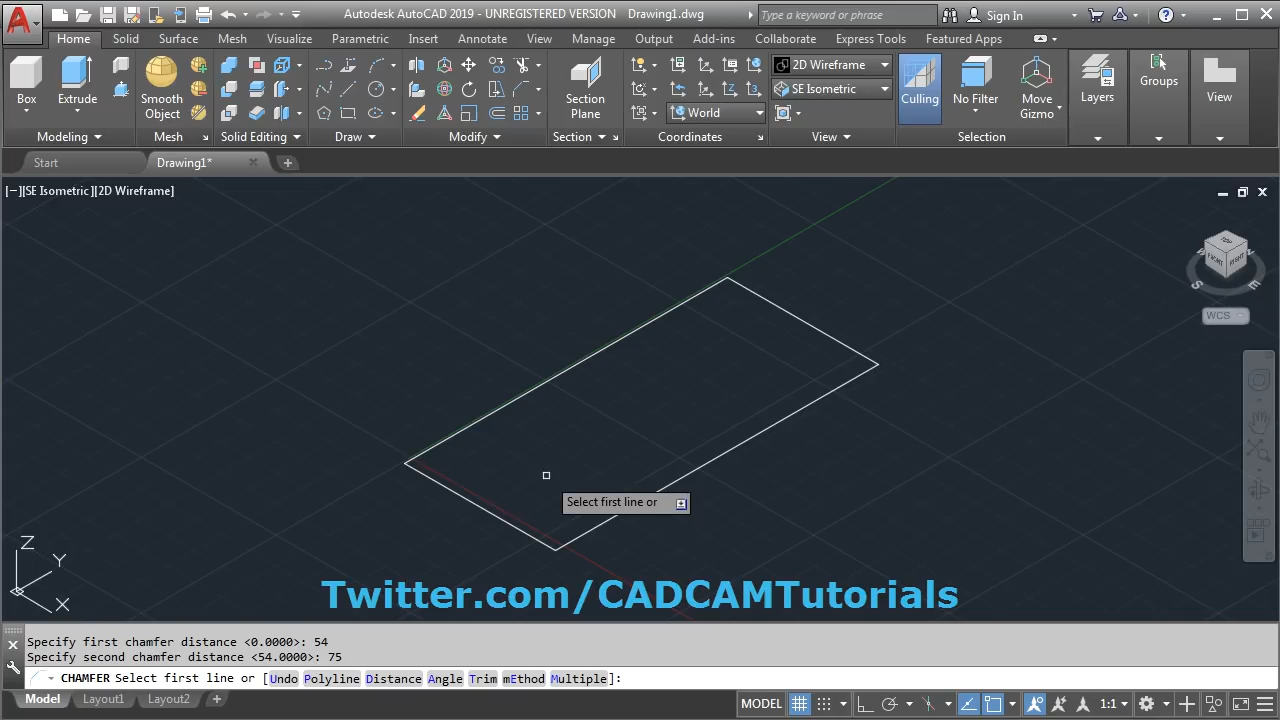 Autodesk AutoCAD 2019 - UNREGISTERED VERSION Drawing1.dwg
Type a keyword or phrase
Sign In
Home Solid Surface Mesh Visualize Parametric Insert Annotate View Manage Output Add-ins Collaborate Express Tools Featured Apps
2D Wireframe
SE Isometric
World
Box
Extrude
Smooth
Object
Section
Plane
Culling
No Filter
Move
Gizmo
Layers
Groups
View
Modeling
Mesh
Solid Editing
Draw
Modify
Section
Coordinates
View
Selection
Start
Drawing1*
[−][SE Isometric][2D Wireframe]
TOP
FRONT
RIGHT
S
E
WCS
Select first line or
Z
Y
X
Twitter.com/CADCAMTutorials
Specify first chamfer distance <0.0000>: 54
Specify second chamfer distance <54.0000>: 75
CHAMFER Select first line or [Undo Polyline Distance Angle Trim mEthod Multiple]:
Model Layout1 Layout2
MODEL
1:1